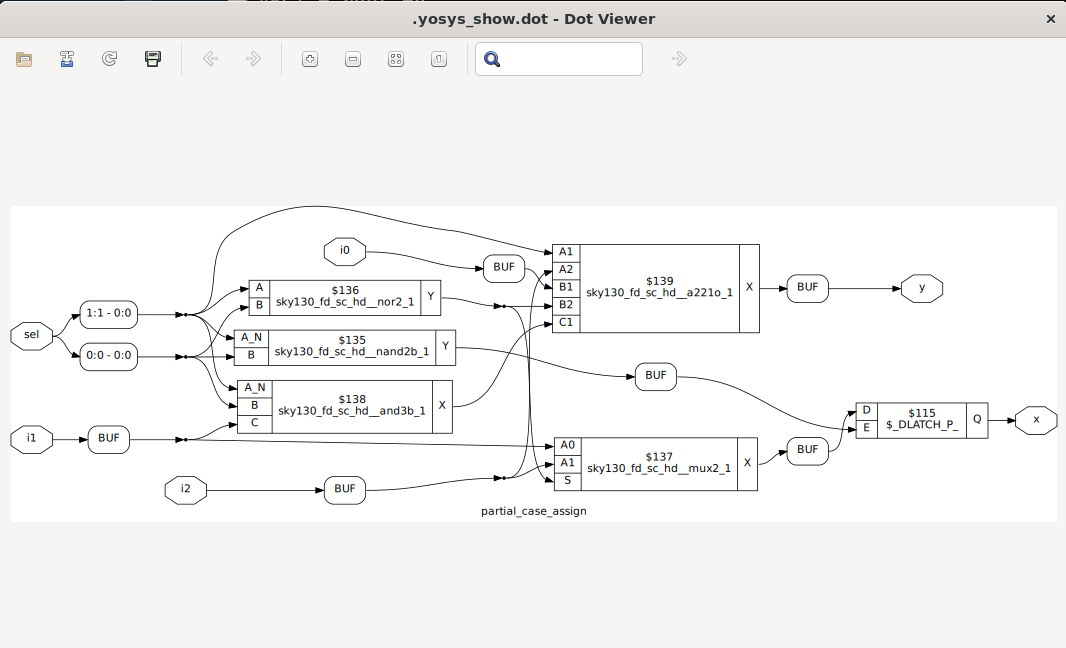 .yosys_show.dot - Dot Viewer
i0
BUF
A1
A2
B1
B2
C1
$139
sky130_fd_sc_hd__a221o_1
X
BUF
y
A
B
$136
sky130_fd_sc_hd__nor2_1
Y
sel
1:1 - 0:0
0:0 - 0:0
A_N
B
$135
sky130_fd_sc_hd__nand2b_1
Y
BUF
A_N
B
C
$138
sky130_fd_sc_hd__and3b_1
X
D
E
$115
$_DLATCH_P_
Q
x
i1
BUF
A0
A1
S
$137
sky130_fd_sc_hd__mux2_1
X
BUF
i2
BUF
partial_case_assign